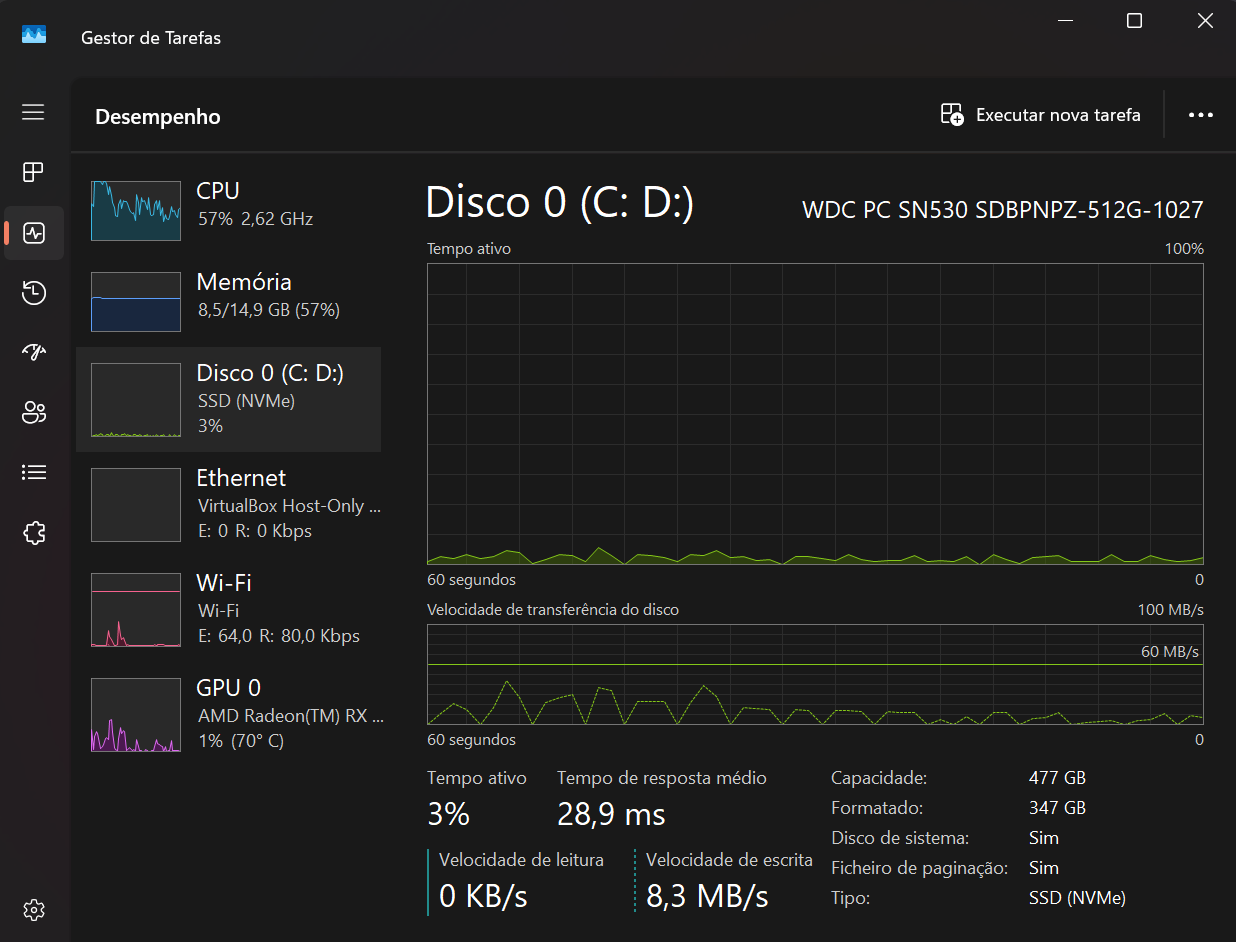 Gestor de Tarefas
Desempenho
Executar nova tarefa
CPU
57% 2,62 GHz
Memória
8,5/14,9 GB (57%)
Disco 0 (C: D:)
SSD (NVMe)
3%
Ethernet
VirtualBox Host-Only ...
E: 0 R: 0 Kbps
Wi-Fi
Wi-Fi
E: 64,0 R: 80,0 Kbps
GPU 0
AMD Radeon(TM) RX ...
1% (70° C)
Disco 0 (C: D:)
WDC PC SN530 SDBPNPZ-512G-1027
Tempo ativo
100%
60 segundos
0
Velocidade de transferência do disco
100 MB/s
60 MB/s
60 segundos
0
Tempo ativo
3%
Tempo de resposta médio
28,9 ms
Velocidade de leitura
0 KB/s
Velocidade de escrita
8,3 MB/s
Capacidade: 477 GB
Formatado: 347 GB
Disco de sistema: Sim
Ficheiro de paginação: Sim
Tipo: SSD (NVMe)